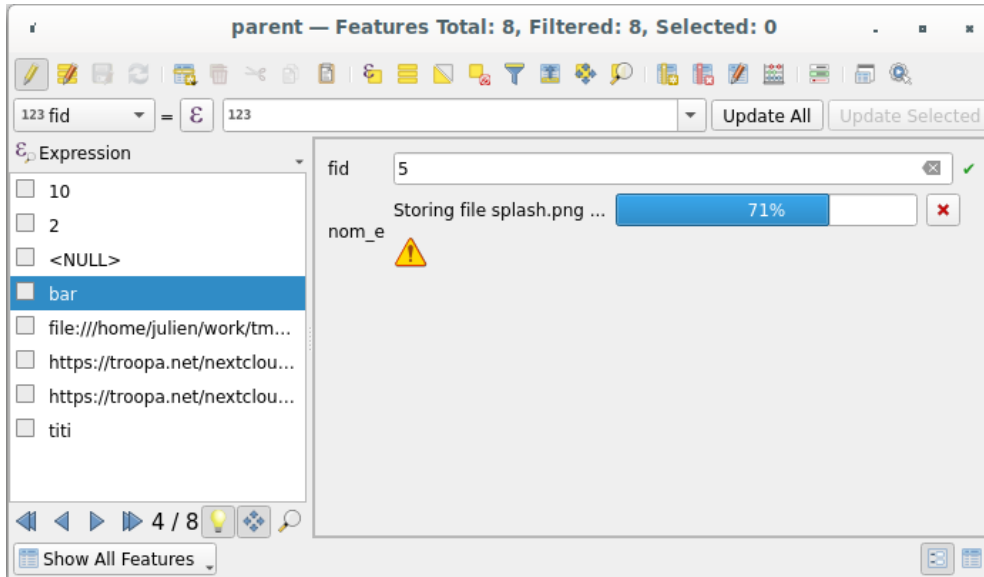 parent — Features Total: 8, Filtered: 8, Selected: 0
123 fid = ε 123 Update All Update Selected
Expression
10
2
<NULL>
bar
file:///home/julien/work/tm...
https://troopa.net/nextclou...
https://troopa.net/nextclou...
titi
fid 5
Storing file splash.png ... 71%
nom_e
4 / 8
Show All Features